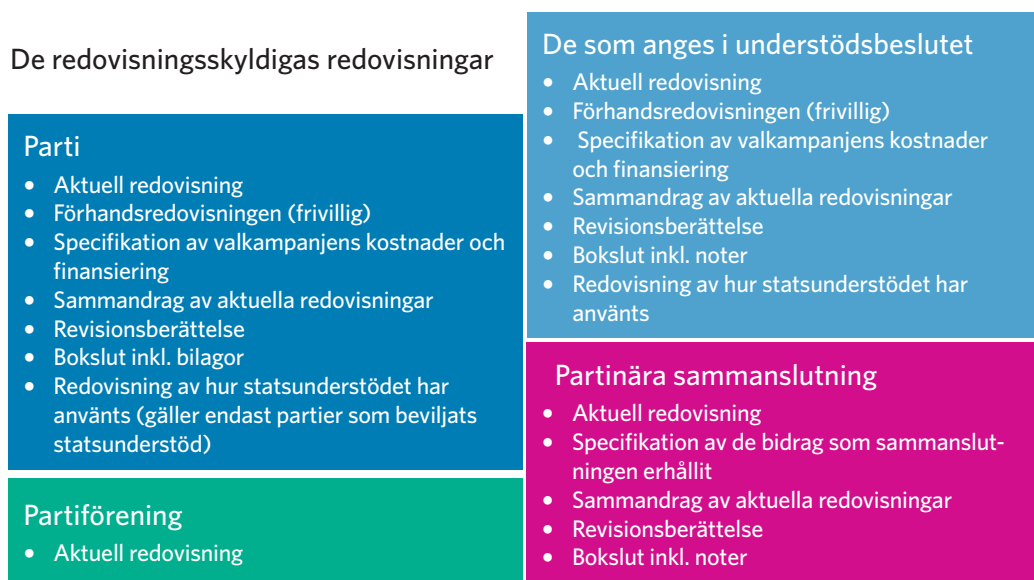 De redovisningsskyldigas redovisningar
Parti
• Aktuell redovisning
• Förhandsredovisningen (frivillig)
• Specifikation av valkampanjens kostnader och
finansiering
• Sammandrag av aktuella redovisningar
• Revisionsberättelse
• Bokslut inkl. bilagor
• Redovisning av hur statsunderstödet har
använts (gäller endast partier som beviljats
statsunderstöd)
Partiförening
• Aktuell redovisning
De som anges i understödsbeslutet
• Aktuell redovisning
• Förhandsredovisningen (frivillig)
• Specifikation av valkampanjens kostnader
och finansiering
• Sammandrag av aktuella redovisningar
• Revisionsberättelse
• Bokslut inkl. noter
• Redovisning av hur statsunderstödet har
använts
Partinära sammanslutning
• Aktuell redovisning
• Specifikation av de bidrag som sammanslut-
ningen erhållit
• Sammandrag av aktuella redovisningar
• Revisionsberättelse
• Bokslut inkl. noter